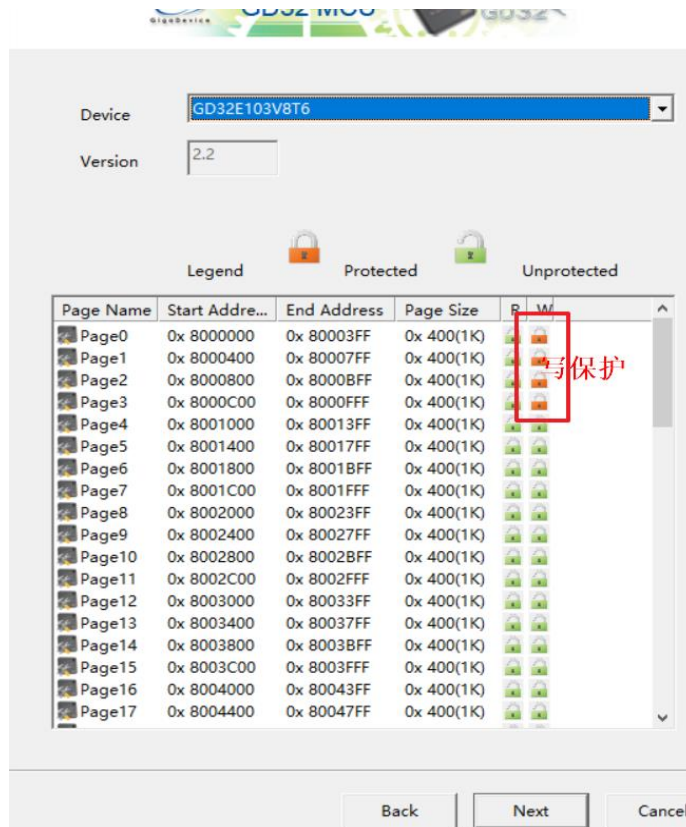 GigaDevice GD32 MCU GD32
Device GD32E103V8T6
Version 2.2
Legend Protected Unprotected
Page Name Start Addre... End Address Page Size R W
Page0 0x 8000000 0x 80003FF 0x 400(1K)
Page1 0x 8000400 0x 80007FF 0x 400(1K)
写保护
Page2 0x 8000800 0x 8000BFF 0x 400(1K)
Page3 0x 8000C00 0x 8000FFF 0x 400(1K)
Page4 0x 8001000 0x 80013FF 0x 400(1K)
Page5 0x 8001400 0x 80017FF 0x 400(1K)
Page6 0x 8001800 0x 8001BFF 0x 400(1K)
Page7 0x 8001C00 0x 8001FFF 0x 400(1K)
Page8 0x 8002000 0x 80023FF 0x 400(1K)
Page9 0x 8002400 0x 80027FF 0x 400(1K)
Page10 0x 8002800 0x 8002BFF 0x 400(1K)
Page11 0x 8002C00 0x 8002FFF 0x 400(1K)
Page12 0x 8003000 0x 80033FF 0x 400(1K)
Page13 0x 8003400 0x 80037FF 0x 400(1K)
Page14 0x 8003800 0x 8003BFF 0x 400(1K)
Page15 0x 8003C00 0x 8003FFF 0x 400(1K)
Page16 0x 8004000 0x 80043FF 0x 400(1K)
Page17 0x 8004400 0x 80047FF 0x 400(1K)
Back Next Cancel